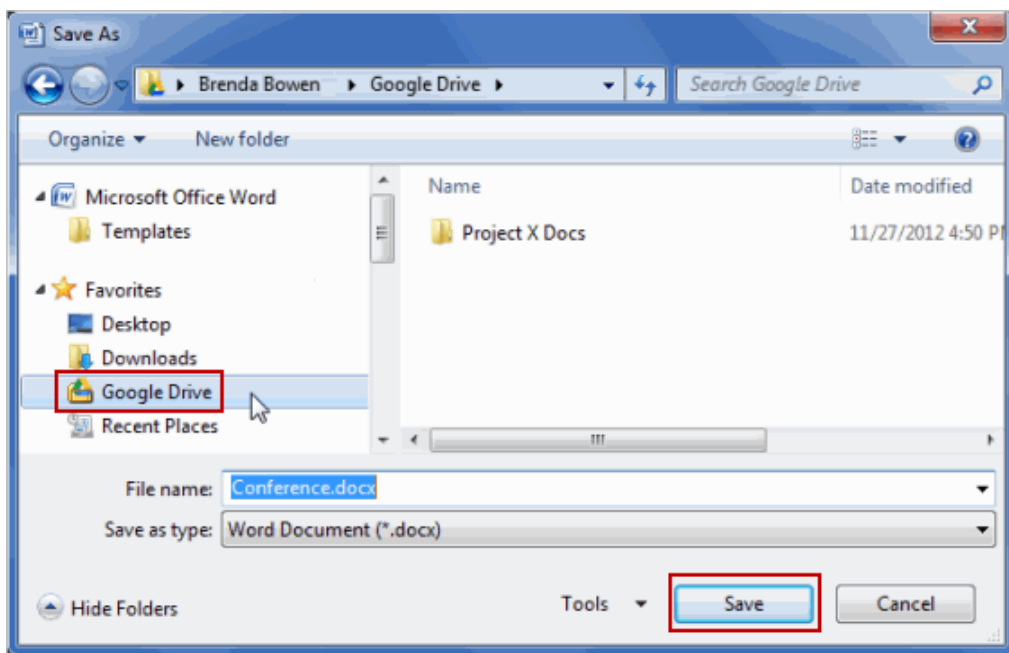 Save As
Brenda Bowen Google Drive Search Google Drive
Organize New folder
Microsoft Office Word
Templates
Favorites
Desktop
Downloads
Google Drive
Recent Places
Name Date modified
Project X Docs 11/27/2012 4:50 P
File name: Conference.docx
Save as type: Word Document (*.docx)
Hide Folders Tools Save Cancel